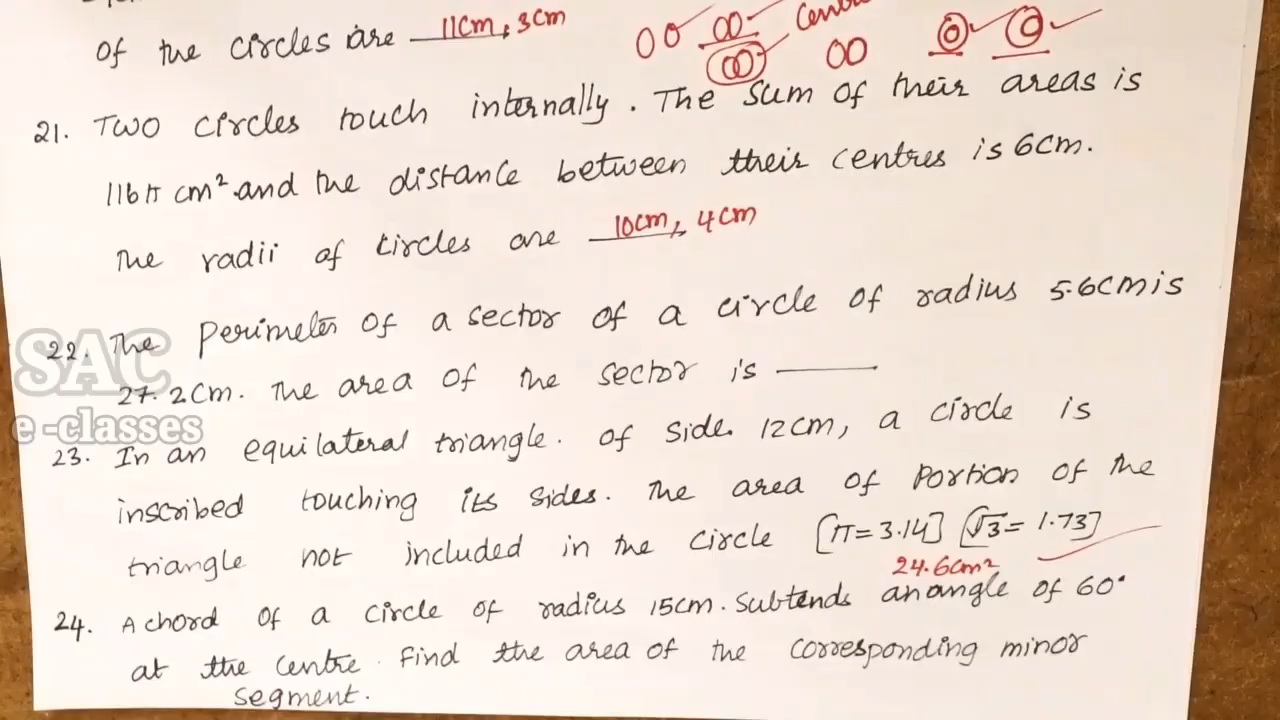 of the circles are 11cm, 3cm
21. Two circles touch internally. The sum of their areas is
116π cm² and the distance between their centres is 6cm.
The radii of circles are 10cm, 4cm
22. The perimeter of a sector of a circle of radius 5.6cm is
27.2cm. The area of the sector is ———
SAC
e-classes
23. In an equilateral triangle. of side. 12cm, a circle is
inscribed touching its sides. The area of portion of the
triangle not included in the circle [π = 3.14] [√3 = 1.73]
24.6cm²
24. A chord of a circle of radius 15cm. subtends an angle of 60°
at the centre. Find the area of the corresponding minor
segment.